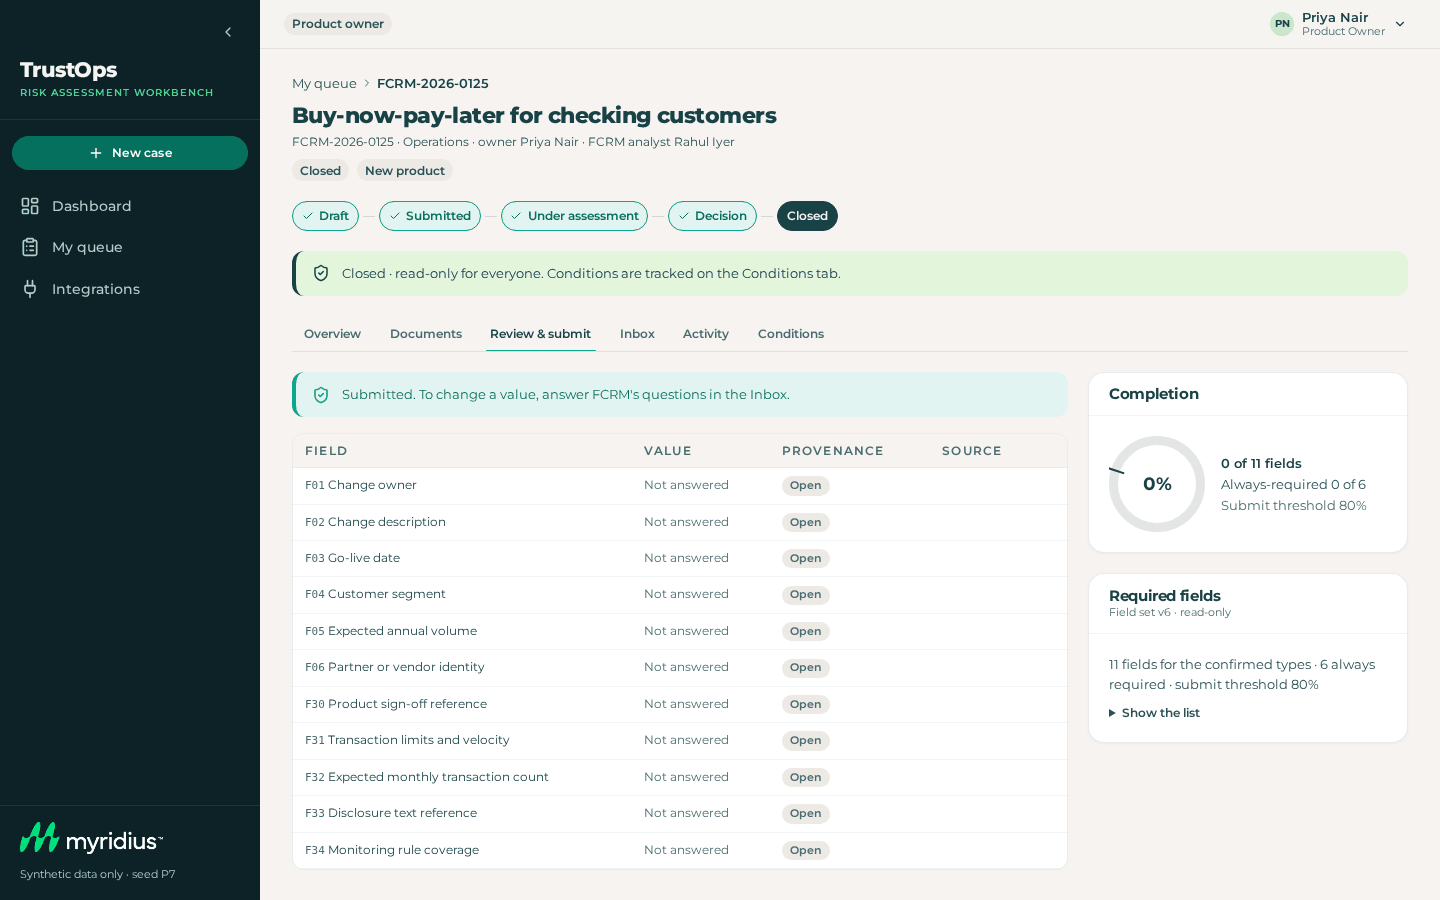 TrustOps
RISK ASSESSMENT WORKBENCH
New case
Dashboard
My queue
Integrations
myridius™
Synthetic data only · seed P7
Product owner
PN
Priya Nair
Product Owner
My queue > FCRM-2026-0125
Buy-now-pay-later for checking customers
FCRM-2026-0125 · Operations · owner Priya Nair · FCRM analyst Rahul Iyer
Closed New product
Draft Submitted Under assessment Decision Closed
Closed · read-only for everyone. Conditions are tracked on the Conditions tab.
Overview Documents Review & submit Inbox Activity Conditions
Submitted. To change a value, answer FCRM's questions in the Inbox.
FIELD VALUE PROVENANCE SOURCE
F01 Change owner Not answered Open
F02 Change description Not answered Open
F03 Go-live date Not answered Open
F04 Customer segment Not answered Open
F05 Expected annual volume Not answered Open
F06 Partner or vendor identity Not answered Open
F30 Product sign-off reference Not answered Open
F31 Transaction limits and velocity Not answered Open
F32 Expected monthly transaction count Not answered Open
F33 Disclosure text reference Not answered Open
F34 Monitoring rule coverage Not answered Open
Completion
0%
0 of 11 fields
Always-required 0 of 6
Submit threshold 80%
Required fields
Field set v6 · read-only
11 fields for the confirmed types · 6 always
required · submit threshold 80%
Show the list